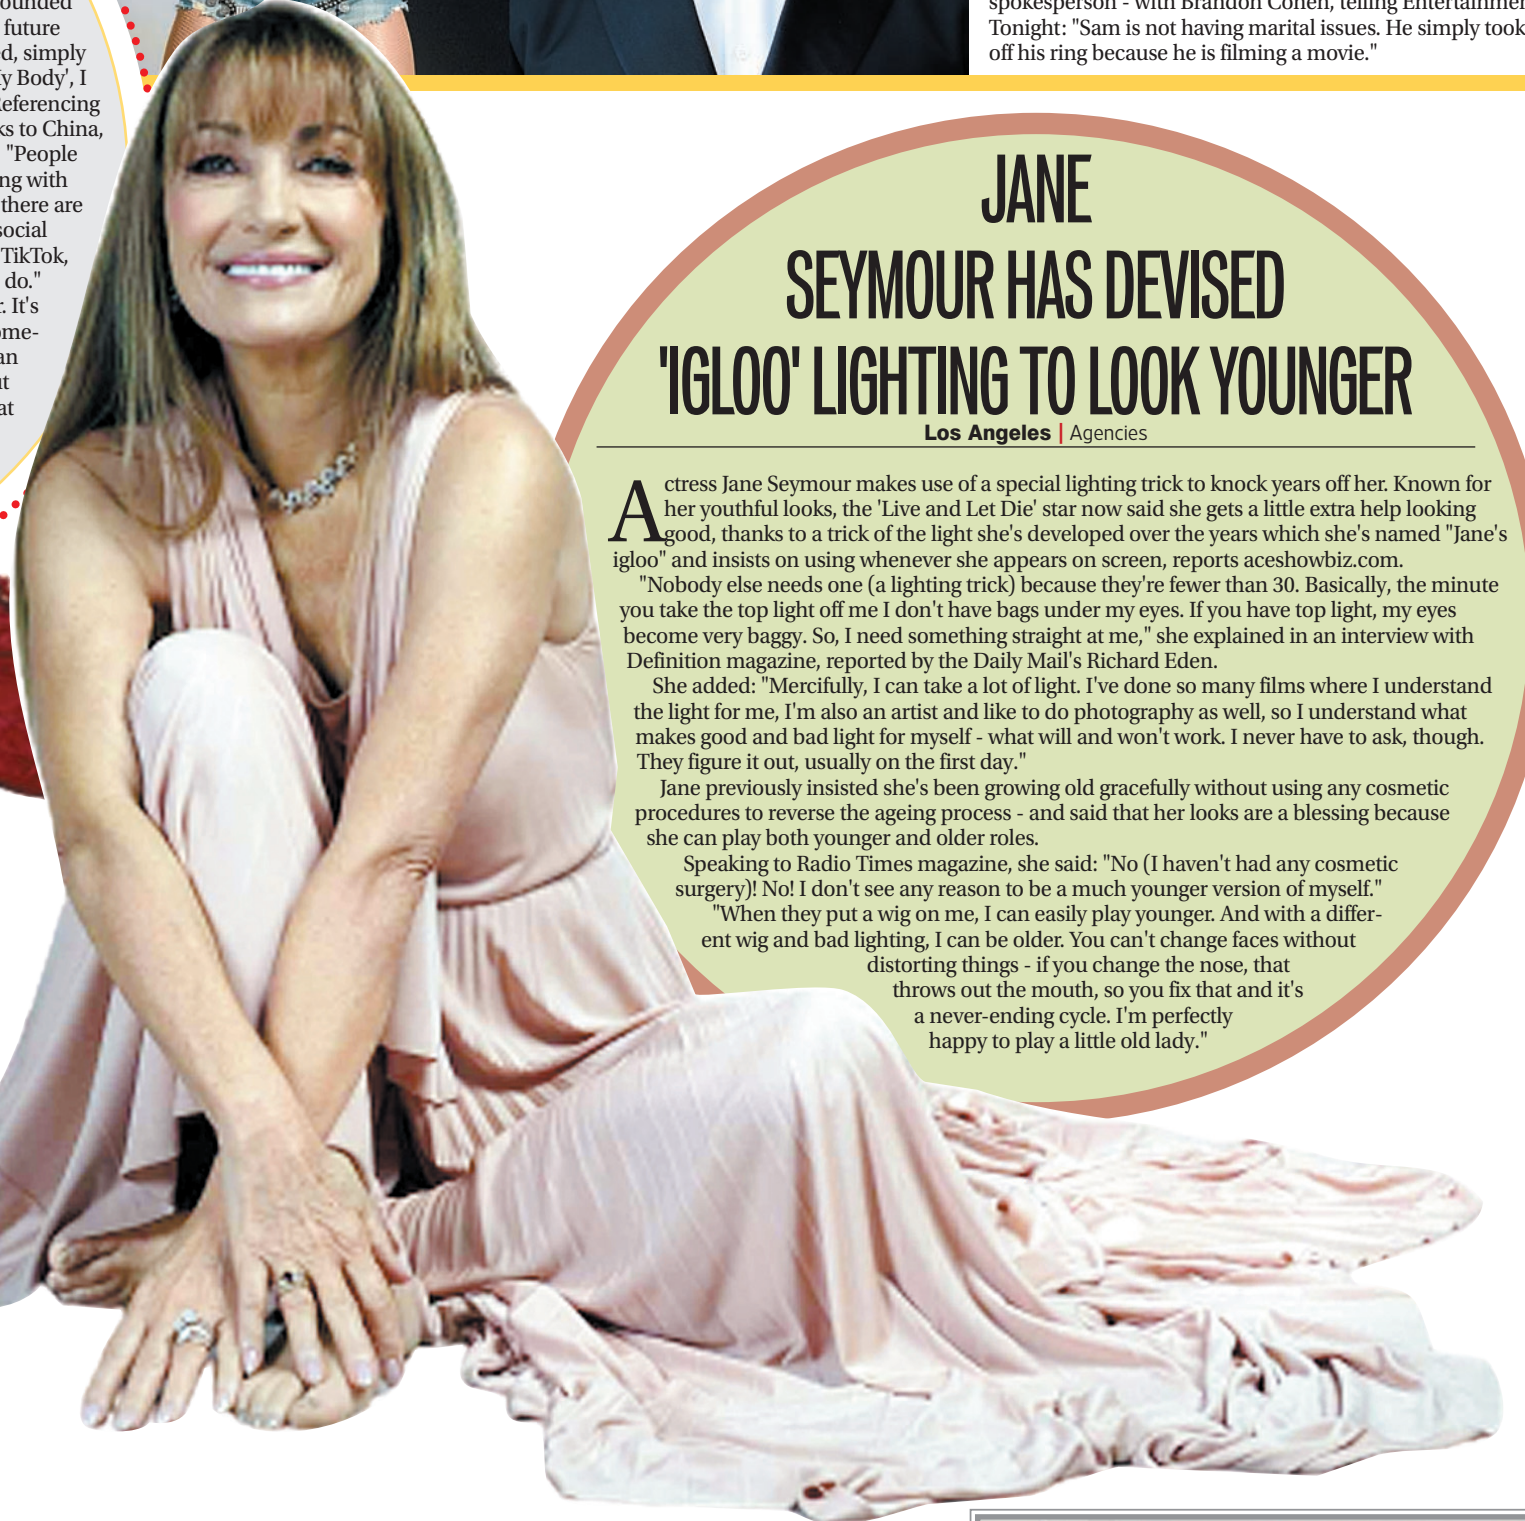 ounded
future
ed, simply
y Body', I
eferencing
ks to China,
"People
ng with
there are
social
TikTok,
do."
. It's
ome-
an
ut
at
spokesperson - with Brandon Cohen, telling Entertainmen
Tonight: "Sam is not having marital issues. He simply took
off his ring because he is filming a movie."
JANE
SEYMOUR HAS DEVISED
'IGLOO' LIGHTING TO LOOK YOUNGER
Los Angeles | Agencies
Actress Jane Seymour makes use of a special lighting trick to knock years off her. Known for
her youthful looks, the 'Live and Let Die' star now said she gets a little extra help looking
good, thanks to a trick of the light she's developed over the years which she's named "Jane's
igloo" and insists on using whenever she appears on screen, reports aceshowbiz.com.
"Nobody else needs one (a lighting trick) because they're fewer than 30. Basically, the minute
you take the top light off me I don't have bags under my eyes. If you have top light, my eyes
become very baggy. So, I need something straight at me," she explained in an interview with
Definition magazine, reported by the Daily Mail's Richard Eden.
She added: "Mercifully, I can take a lot of light. I've done so many films where I understand
the light for me, I'm also an artist and like to do photography as well, so I understand what
makes good and bad light for myself - what will and won't work. I never have to ask, though.
They figure it out, usually on the first day."
Jane previously insisted she's been growing old gracefully without using any cosmetic
procedures to reverse the ageing process - and said that her looks are a blessing because
she can play both younger and older roles.
Speaking to Radio Times magazine, she said: "No (I haven't had any cosmetic
surgery)! No! I don't see any reason to be a much younger version of myself."
"When they put a wig on me, I can easily play younger. And with a differ-
ent wig and bad lighting, I can be older. You can't change faces without
distorting things - if you change the nose, that
throws out the mouth, so you fix that and it's
a never-ending cycle. I'm perfectly
happy to play a little old lady."